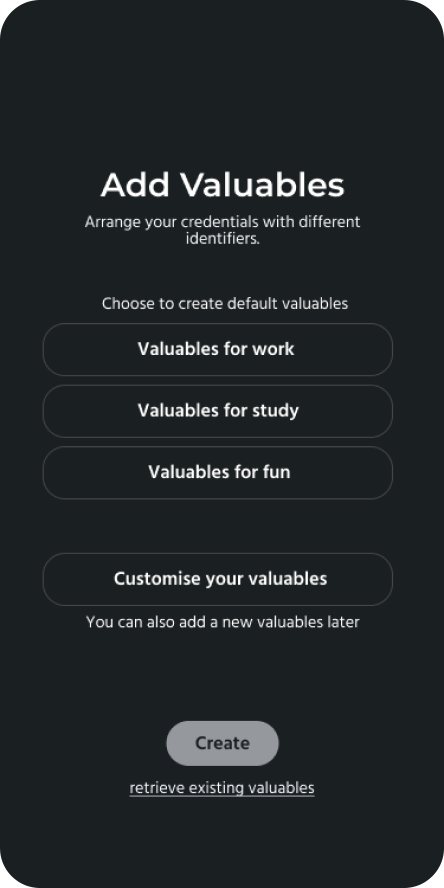 Add Valuables
Arrange your credentials with different
identifiers.
Choose to create default valuables
Valuables for work
Valuables for study
Valuables for fun
Customise your valuables
You can also add a new valuables later
Create
retrieve existing valuables